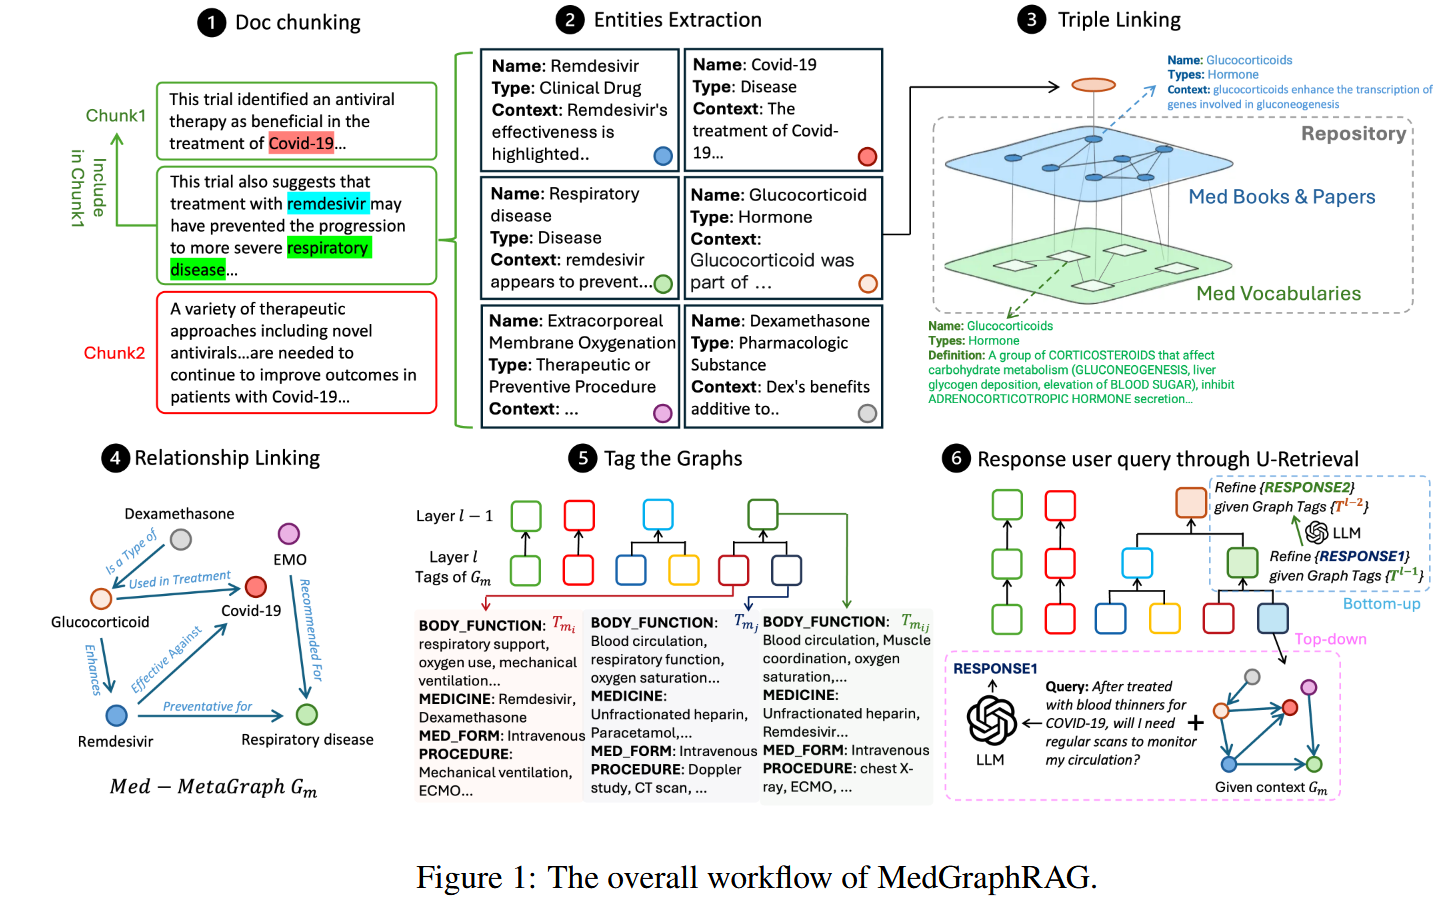 1 Doc chunking
Chunk1
Include
in Chunk1
This trial identified an antiviral
therapy as beneficial in the
treatment of Covid-19...
This trial also suggests that
treatment with remdesivir may
have prevented the progression
to more severe respiratory
disease...
Chunk2
A variety of therapeutic
approaches including novel
antivirals...are needed to
continue to improve outcomes in
patients with Covid-19...
2 Entities Extraction
Name: Remdesivir
Type: Clinical Drug
Context: Remdesivir's
effectiveness is
highlighted..
Name: Covid-19
Type: Disease
Context: The
treatment of Covid-
19...
Name: Respiratory
disease
Type: Disease
Context: remdesivir
appears to prevent...
Name: Glucocorticoid
Type: Hormone
Context:
Glucocorticoid was
part of ...
Name: Extracorporeal
Membrane Oxygenation
Type: Therapeutic or
Preventive Procedure
Context: ...
Name: Dexamethasone
Type: Pharmacologic
Substance
Context: Dex's benefits
additive to..
3 Triple Linking
Name: Glucocorticoids
Types: Hormone
Context: glucocorticoids enhance the transcription of
genes involved in gluconeogenesis
Repository
Med Books & Papers
Med Vocabularies
Name: Glucocorticoids
Types: Hormone
Definition: A group of CORTICOSTEROIDS that affect
carbohydrate metabolism (GLUCONEOGENESIS, liver
glycogen deposition, elevation of BLOOD SUGAR), inhibit
ADRENOCORTICOTROPIC HORMONE secretion...
4 Relationship Linking
Dexamethasone
EMO
Is a Type of
Used in Treatment
Covid-19
Glucocorticoid
Enhances
Effective Against
Recommended For
Preventative for
Remdesivir
Respiratory disease
Med − MetaGraph Gm
5 Tag the Graphs
Layer l − 1
Layer l
Tags of Gm
BODY_FUNCTION: Tmi
respiratory support,
oxygen use, mechanical
ventilation...
MEDICINE: Remdesivir,
Dexamethasone
MED_FORM: Intravenous
PROCEDURE:
Mechanical ventilation,
ECMO...
BODY_FUNCTION: Tmj
Blood circulation,
respiratory function,
oxygen saturation...
MEDICINE:
Unfractionated heparin,
Paracetamol,...
MED_FORM: Intravenous
PROCEDURE: Doppler
study, CT scan, ...
BODY_FUNCTION: Tmij
Blood circulation, Muscle
coordination, oxygen
saturation,...
MEDICINE:
Unfractionated heparin,
Remdesivir...
MED_FORM: Intravenous
PROCEDURE: chest X-
ray, ECMO, ...
6 Response user query through U-Retrieval
Refine {RESPONSE2}
given Graph Tags {T^l−2}
LLM
Refine {RESPONSE1}
given Graph Tags {T^l−1}
Bottom-up
Top-down
RESPONSE1
LLM
Query: After treated
with blood thinners for
COVID-19, will I need
regular scans to monitor
my circulation?
+
Given context Gm
Figure 1: The overall workflow of MedGraphRAG.